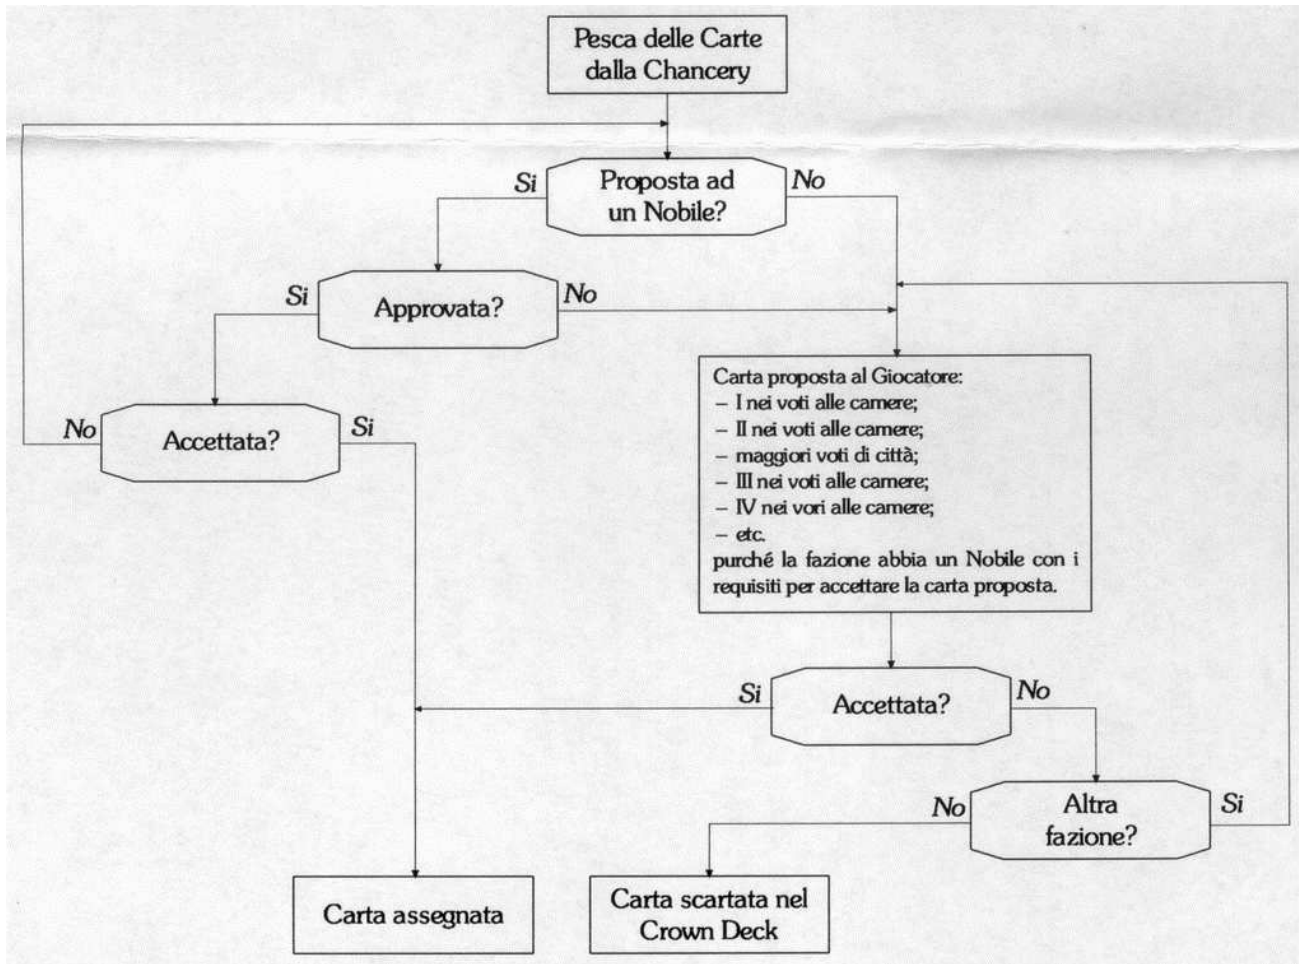 Pesca delle Carte
dalla Chancery
Si
Proposta ad
un Nobile?
No
Si
Approvata?
No
No
Accettata?
Si
Carta proposta al Giocatore:
– I nei voti alle camere;
– II nei voti alle camere;
– maggiori voti di città;
– III nei voti alle camere;
– IV nei vori alle camere;
– etc.
purché la fazione abbia un Nobile con i
requisiti per accettare la carta proposta.
Si
Accettata?
No
No
Altra
fazione?
Si
Carta assegnata
Carta scartata nel
Crown Deck